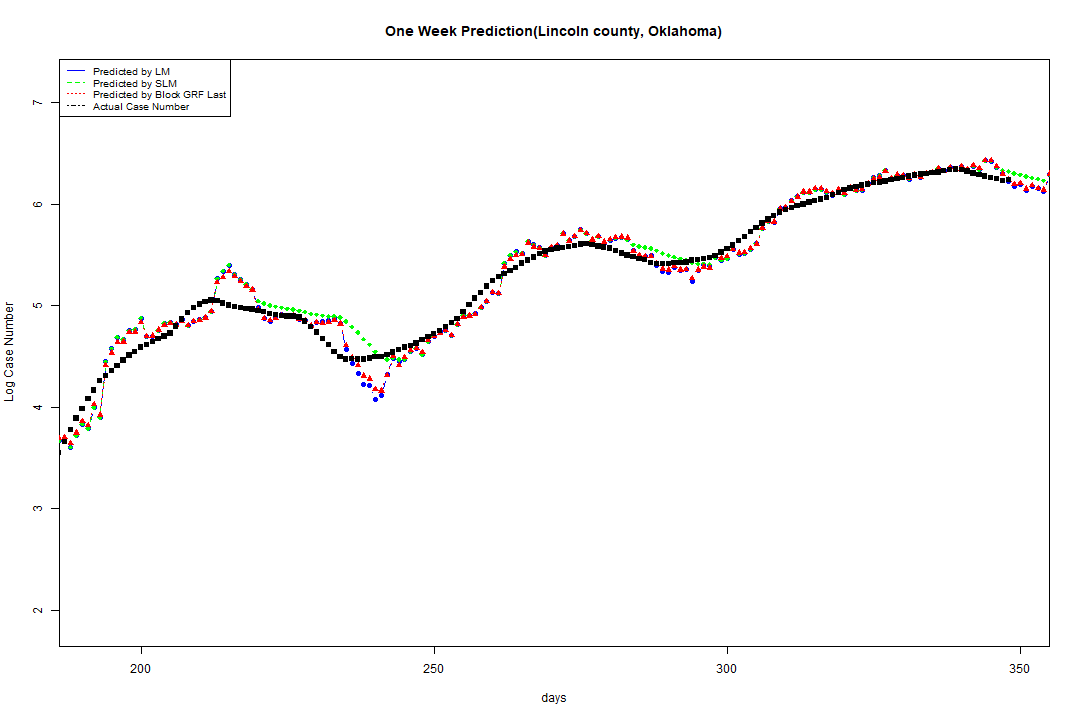 One Week Prediction(Lincoln county, Oklahoma)
Predicted by LM
Predicted by SLM
Predicted by Block GRF Last
Actual Case Number
7
6
5
4
3
2
Log Case Number
200
250
300
350
days